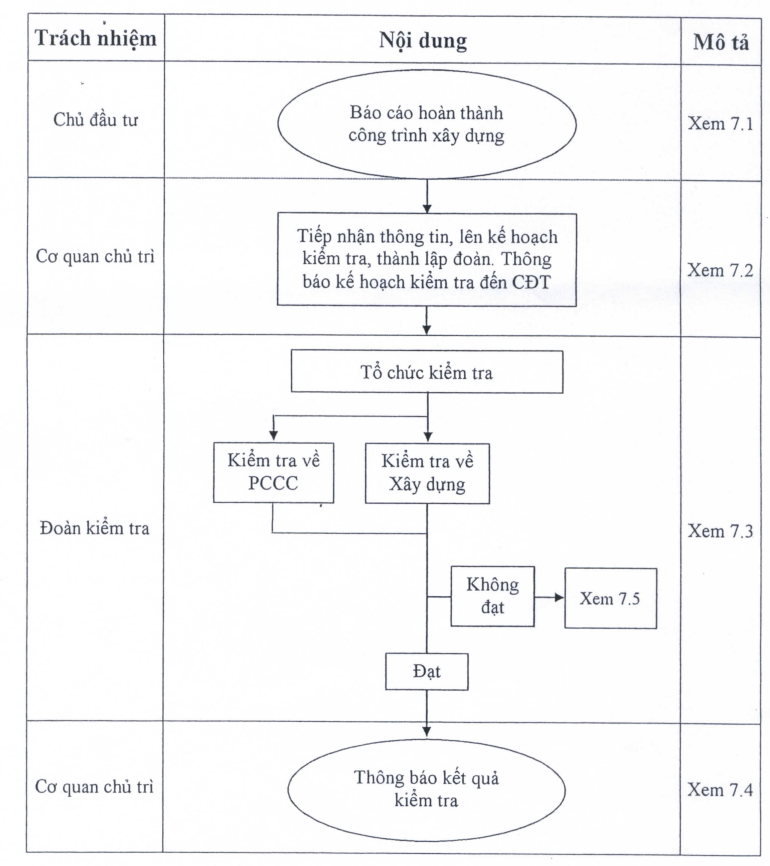 Trách nhiệm
Nội dung
Mô tả
Chủ đầu tư
Báo cáo hoàn thành
công trình xây dựng
Xem 7.1
Cơ quan chủ trì
Tiếp nhận thông tin, lên kế hoạch
kiểm tra, thành lập đoàn. Thông
báo kế hoạch kiểm tra đến CĐT
Xem 7.2
Đoàn kiểm tra
Tổ chức kiểm tra
Kiểm tra về
PCCC
Kiểm tra về
Xây dựng
Không
đạt
Xem 7.5
Đạt
Xem 7.3
Cơ quan chủ trì
Thông báo kết quả
kiểm tra
Xem 7.4